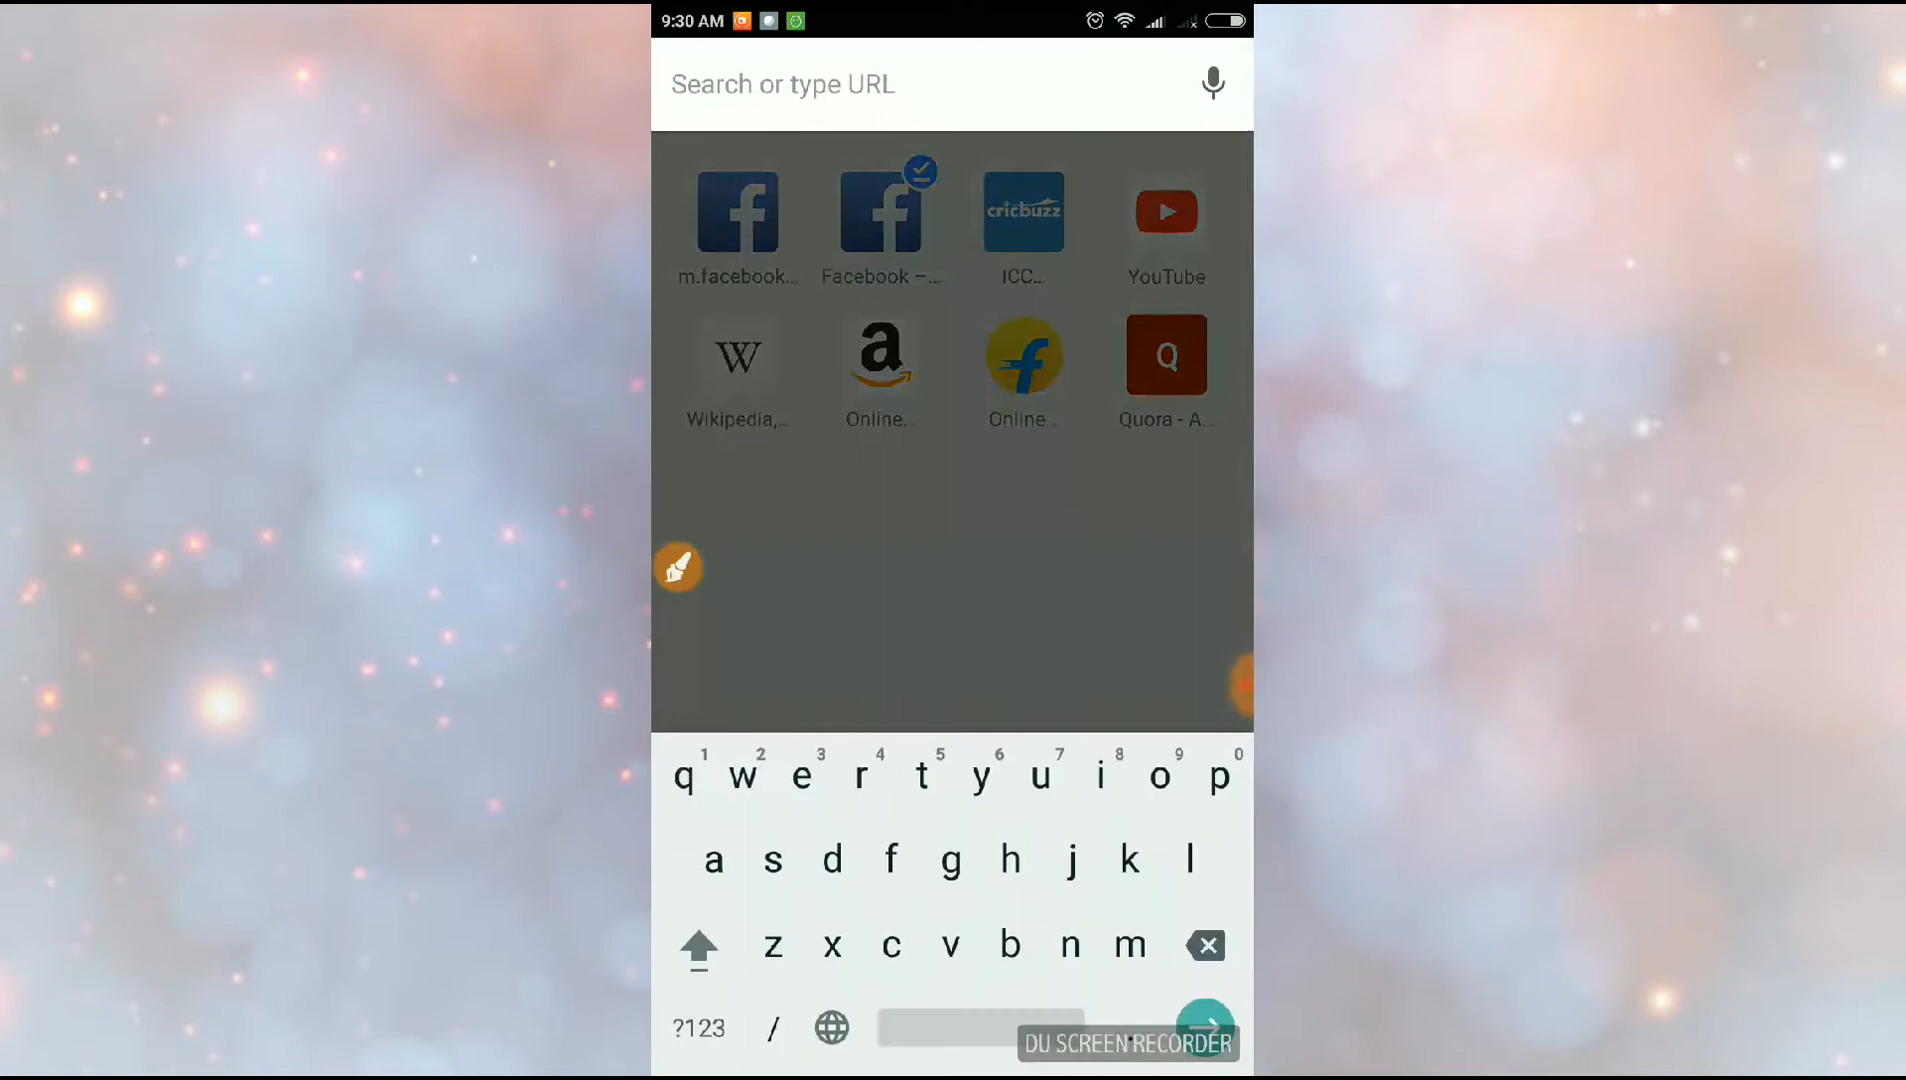 9:30 AM
Search or type URL
cricbuzz
m.facebook...
Facebook –...
ICC...
YouTube
W
a
f
Q
Wikipedia,...
Online...
Online...
Quora - A...
1 2 3 4 5 6 7 8 9 0
q w e r t y u i o p
a s d f g h j k l
z x c v b n m
?123 / .
DU SCREEN RECORDER